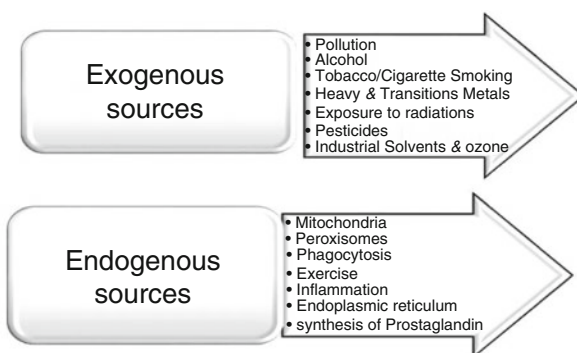 Exogenous
sources
• Pollution
• Alcohol
• Tobacco/Cigarette Smoking
• Heavy & Transitions Metals
• Exposure to radiations
• Pesticides
• Industrial Solvents & ozone
Endogenous
sources
• Mitochondria
• Peroxisomes
• Phagocytosis
• Exercise
• Inflammation
• Endoplasmic reticulum
• synthesis of Prostaglandin